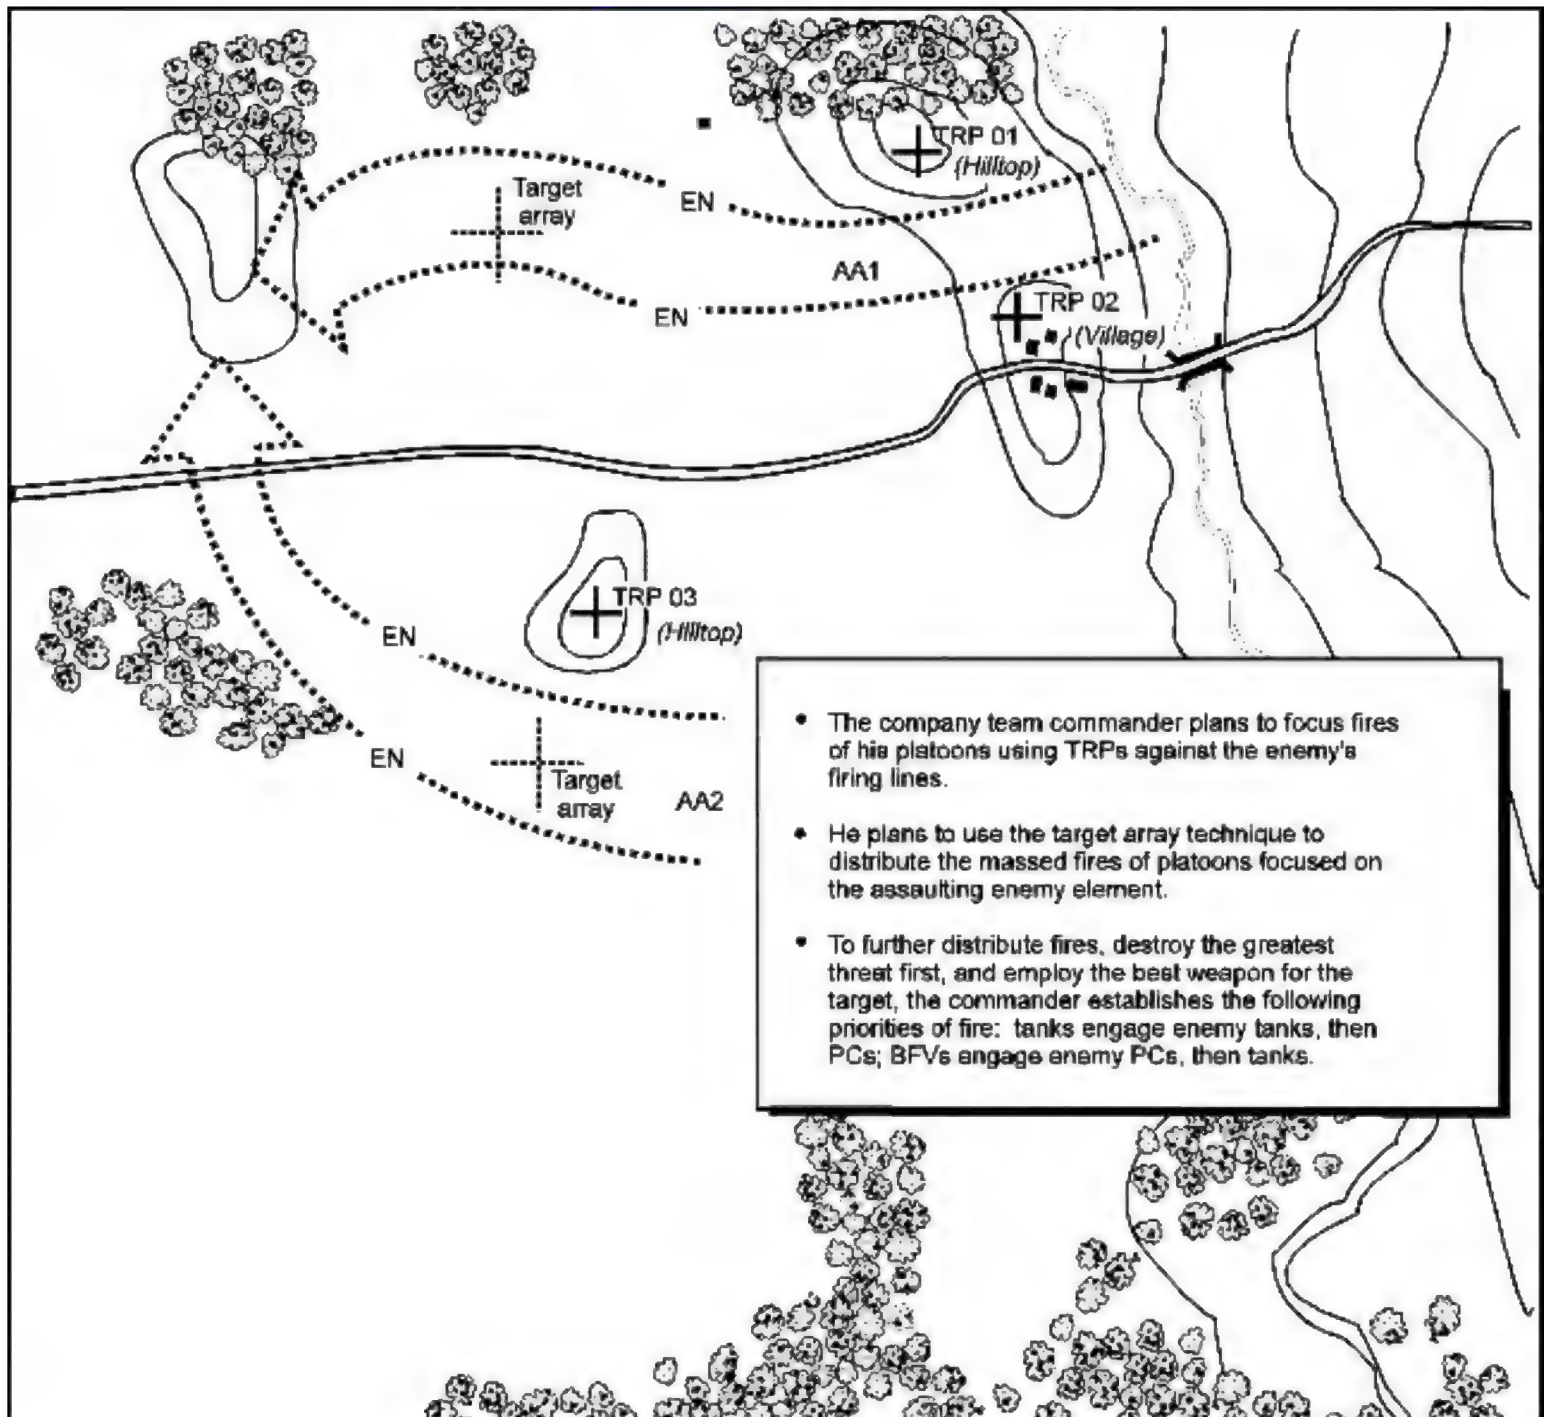 TRP 01
(Hilltop)
Target
array
EN
AA1
TRP 02
(Village)
EN
TRP 03
(Hilltop)
EN
EN
Target
array
AA2
• The company team commander plans to focus fires
of his platoons using TRPs against the enemy's
firing lines.
• He plans to use the target array technique to
distribute the massed fires of platoons focused on
the assaulting enemy element.
• To further distribute fires, destroy the greatest
threat first, and employ the best weapon for the
target, the commander establishes the following
priorities of fire: tanks engage enemy tanks, then
PCs; BFVs engage enemy PCs, then tanks.